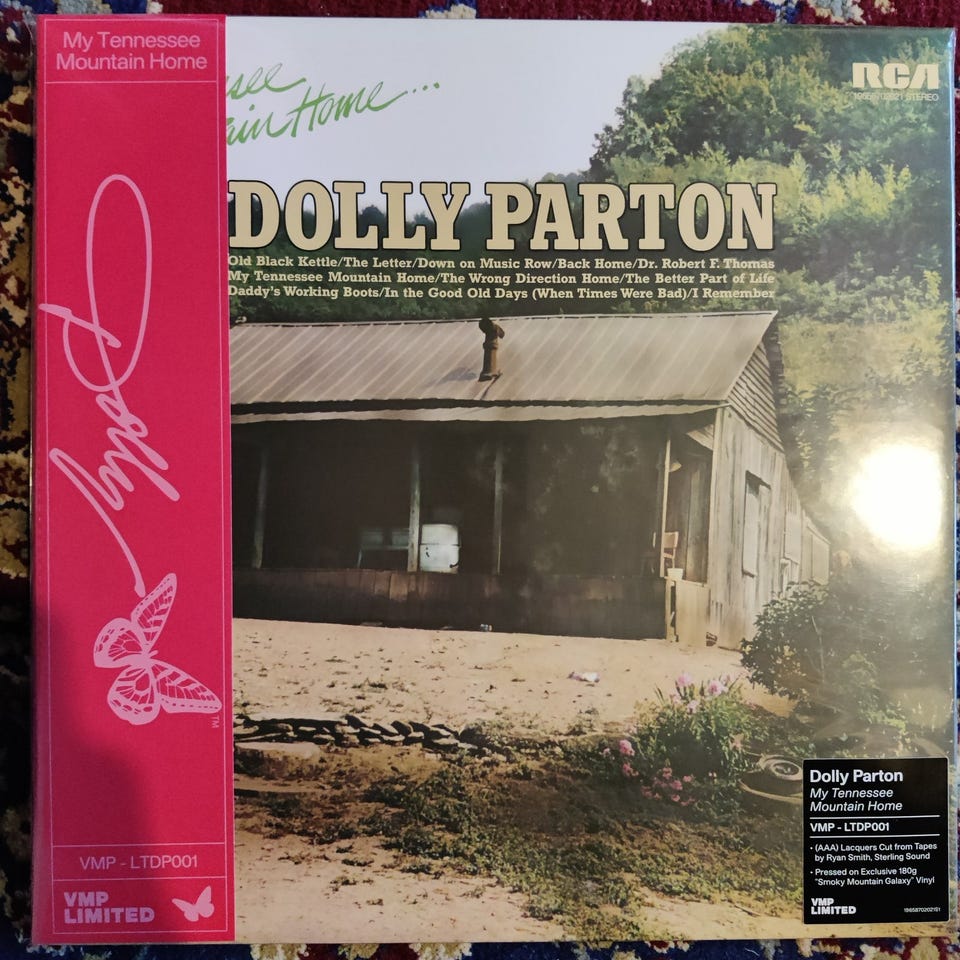 My Tennessee
Mountain Home
Dolly
TM
VMP - LTDP001
VMP
LIMITED
see
ain Home...
RCA
STEREO
DOLLY PARTON
Old Black Kettle/The Letter/Down on Music Row/Back Home/Dr. Robert F. Thomas
My Tennessee Mountain Home/The Wrong Direction Home/The Better Part of Life
Daddy's Working Boots/In the Good Old Days (When Times Were Bad)/I Remember
Dolly Parton
My Tennessee
Mountain Home
VMP - LTDP001
• (AAA) Lacquers Cut from Tapes
by Ryan Smith, Sterling Sound
• Pressed on Exclusive 180g
"Smoky Mountain Galaxy" Vinyl
VMP
LIMITED